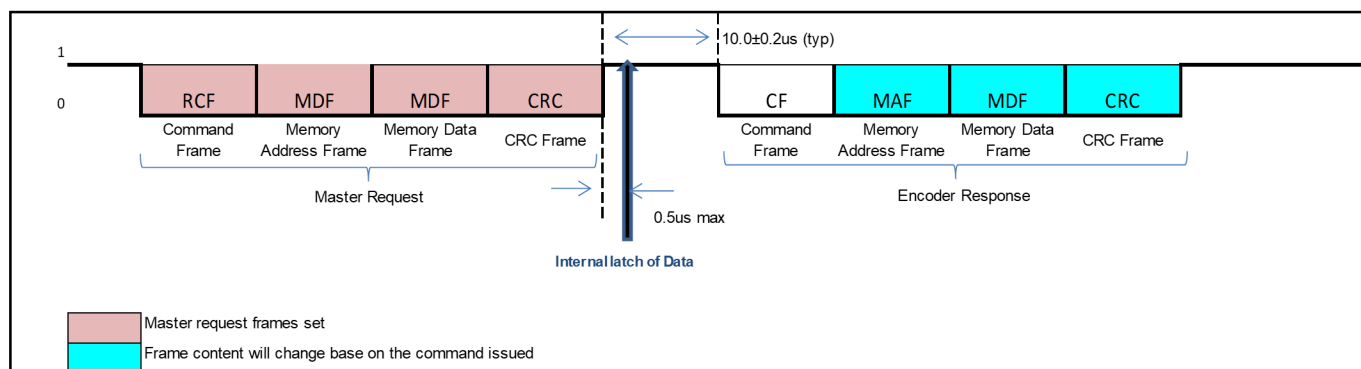 10.0±0.2us (typ)
1
0
RCF MDF MDF CRC
CF MAF MDF CRC
Command Frame
Memory Address Frame
Memory Data Frame
CRC Frame
Command Frame
Memory Address Frame
Memory Data Frame
CRC Frame
Master Request
Encoder Response
0.5us max
Internal latch of Data
Master request frames set
Frame content will change base on the command issued